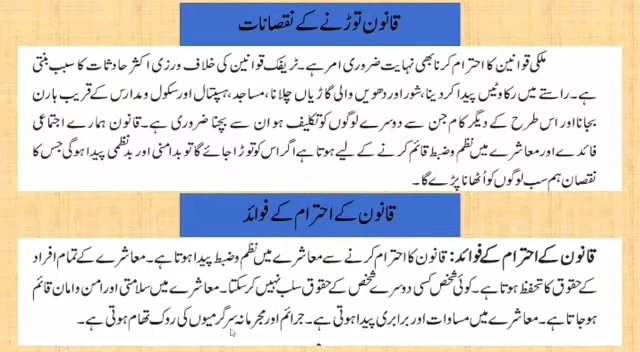 قانون توڑنے کے نقصانات
ملکی قوانین کا احترام کرنا بھی نہایت ضروری امر ہے۔ ٹریفک قوانین کی خلاف ورزی اکثر حادثات کا سبب بنتی
ہے۔ راستے میں رکاوٹیں پیدا کر دینا، شور اور دھویں والی گاڑیاں چلانا، مساجد، ہسپتال اور سکول و مدارس کے قریب ہارن
بجانا اور اس طرح کے دیگر کام جن سے دوسرے لوگوں کو تکلیف ہو ان سے بچنا ضروری ہے۔ قانون ہمارے اجتماعی
فائدے اور معاشرے میں نظم و ضبط قائم کرنے کے لیے ہوتا ہے اگر اس کو توڑا جائے گا تو بدامنی اور بدنظمی پیدا ہوگی جس کا
نقصان ہم سب لوگوں کو اُٹھانا پڑے گا۔
قانون کے احترام کے فوائد
قانون کے احترام کے فوائد: قانون کا احترام کرنے سے معاشرے میں نظم و ضبط پیدا ہوتا ہے۔ معاشرے کے تمام افراد
کے حقوق کا تحفظ ہوتا ہے۔ کوئی شخص کسی دوسرے شخص کے حقوق سلب نہیں کر سکتا۔ معاشرے میں سلامتی اور امن و امان قائم
ہو جاتا ہے۔ معاشرے میں مساوات اور برابری پیدا ہوتی ہے۔ جرائم اور مجرمانہ سرگرمیوں کی روک تھام ہوتی ہے۔